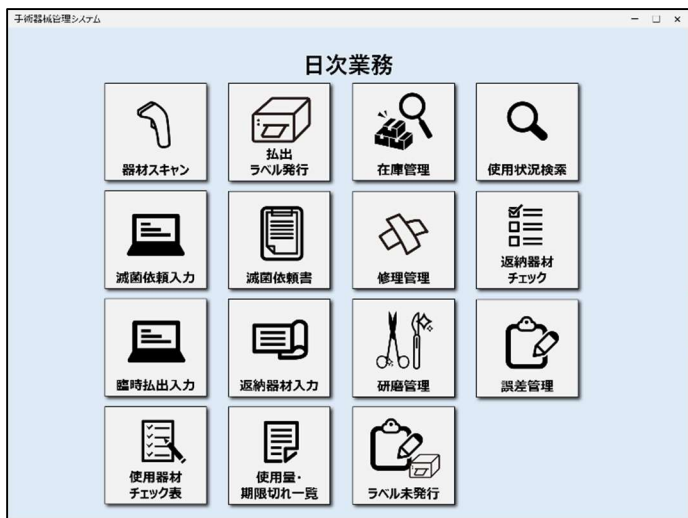 手術器械管理システム
日次業務
器材スキャン
払出
ラベル発行
在庫管理
使用状況検索
滅菌依頼入力
滅菌依頼書
修理管理
返納器材
チェック
臨時払出入力
返納器材入力
研磨管理
誤差管理
使用器材
チェック表
使用量・
期限切れ一覧
ラベル未発行